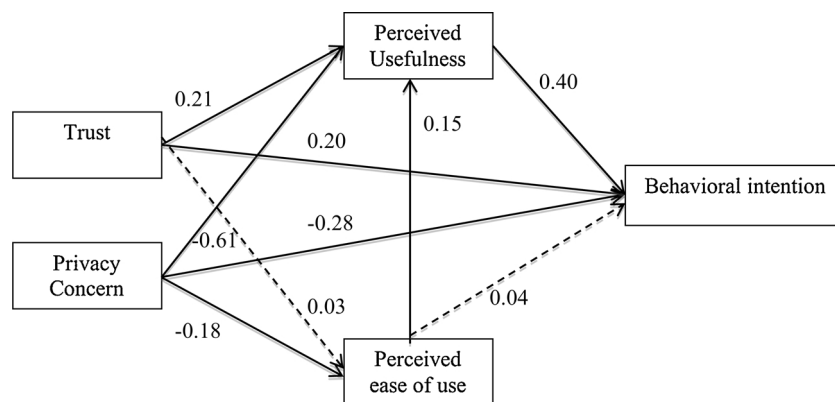 Perceived
Usefulness
0.21
0.40
Trust
0.15
0.20
Behavioral intention
-0.61
-0.28
Privacy
Concern
0.03
0.04
-0.18
Perceived
ease of use